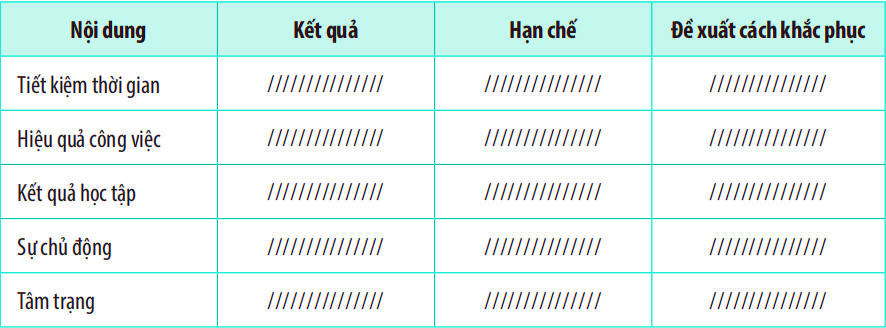 Nội dung Kết quả Hạn chế Đề xuất cách khắc phục
Tiết kiệm thời gian /////////////// /////////////// ///////////////
Hiệu quả công việc /////////////// /////////////// ///////////////
Kết quả học tập /////////////// /////////////// ///////////////
Sự chủ động /////////////// /////////////// ///////////////
Tâm trạng /////////////// /////////////// ///////////////